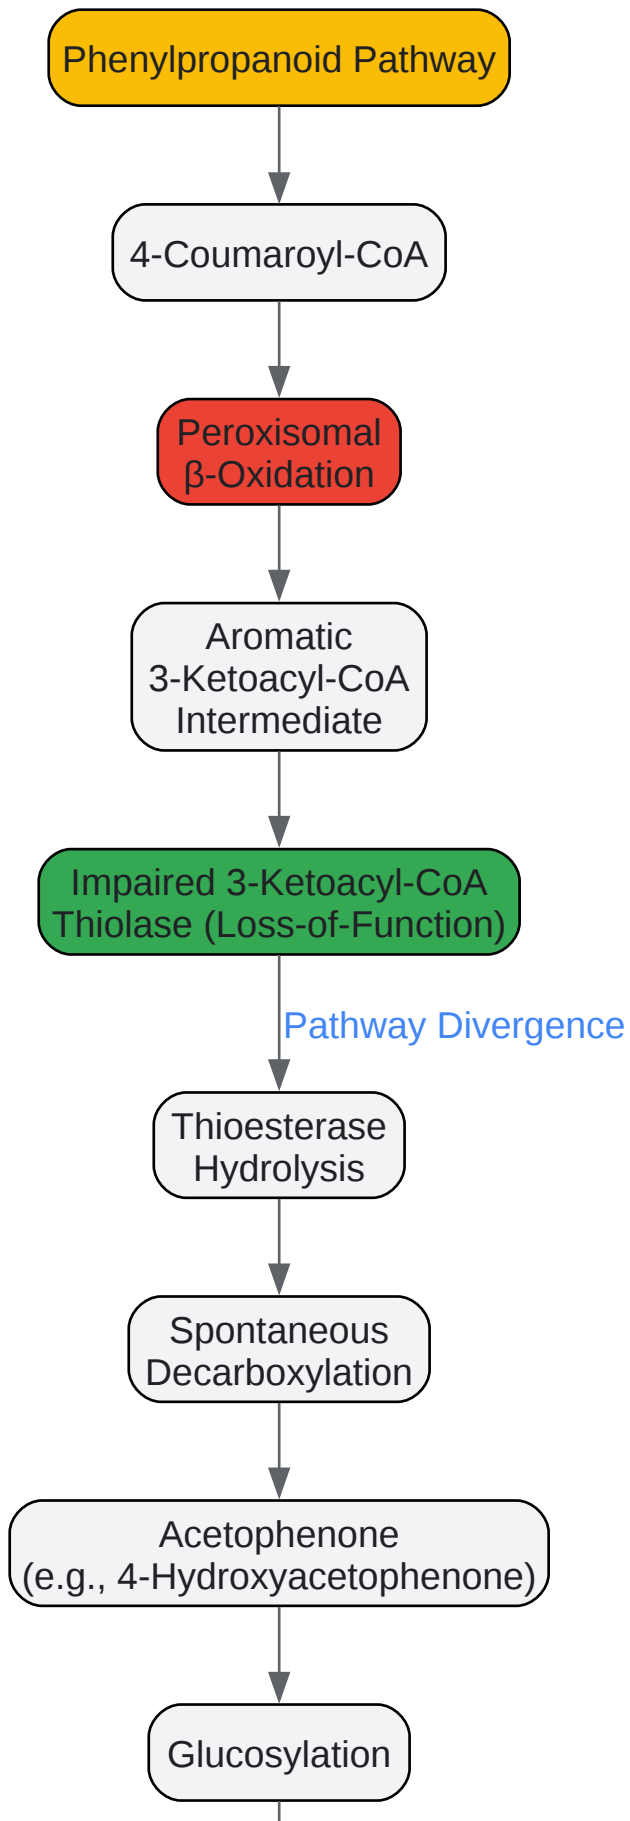 Phenylpropanoid Pathway
4-Coumaroyl-CoA
Peroxisomal
β-Oxidation
Aromatic
3-Ketoacyl-CoA
Intermediate
Impaired 3-Ketoacyl-CoA
Thiolase (Loss-of-Function)
Pathway Divergence
Thioesterase
Hydrolysis
Spontaneous
Decarboxylation
Acetophenone
(e.g., 4-Hydroxyacetophenone)
Glucosylation